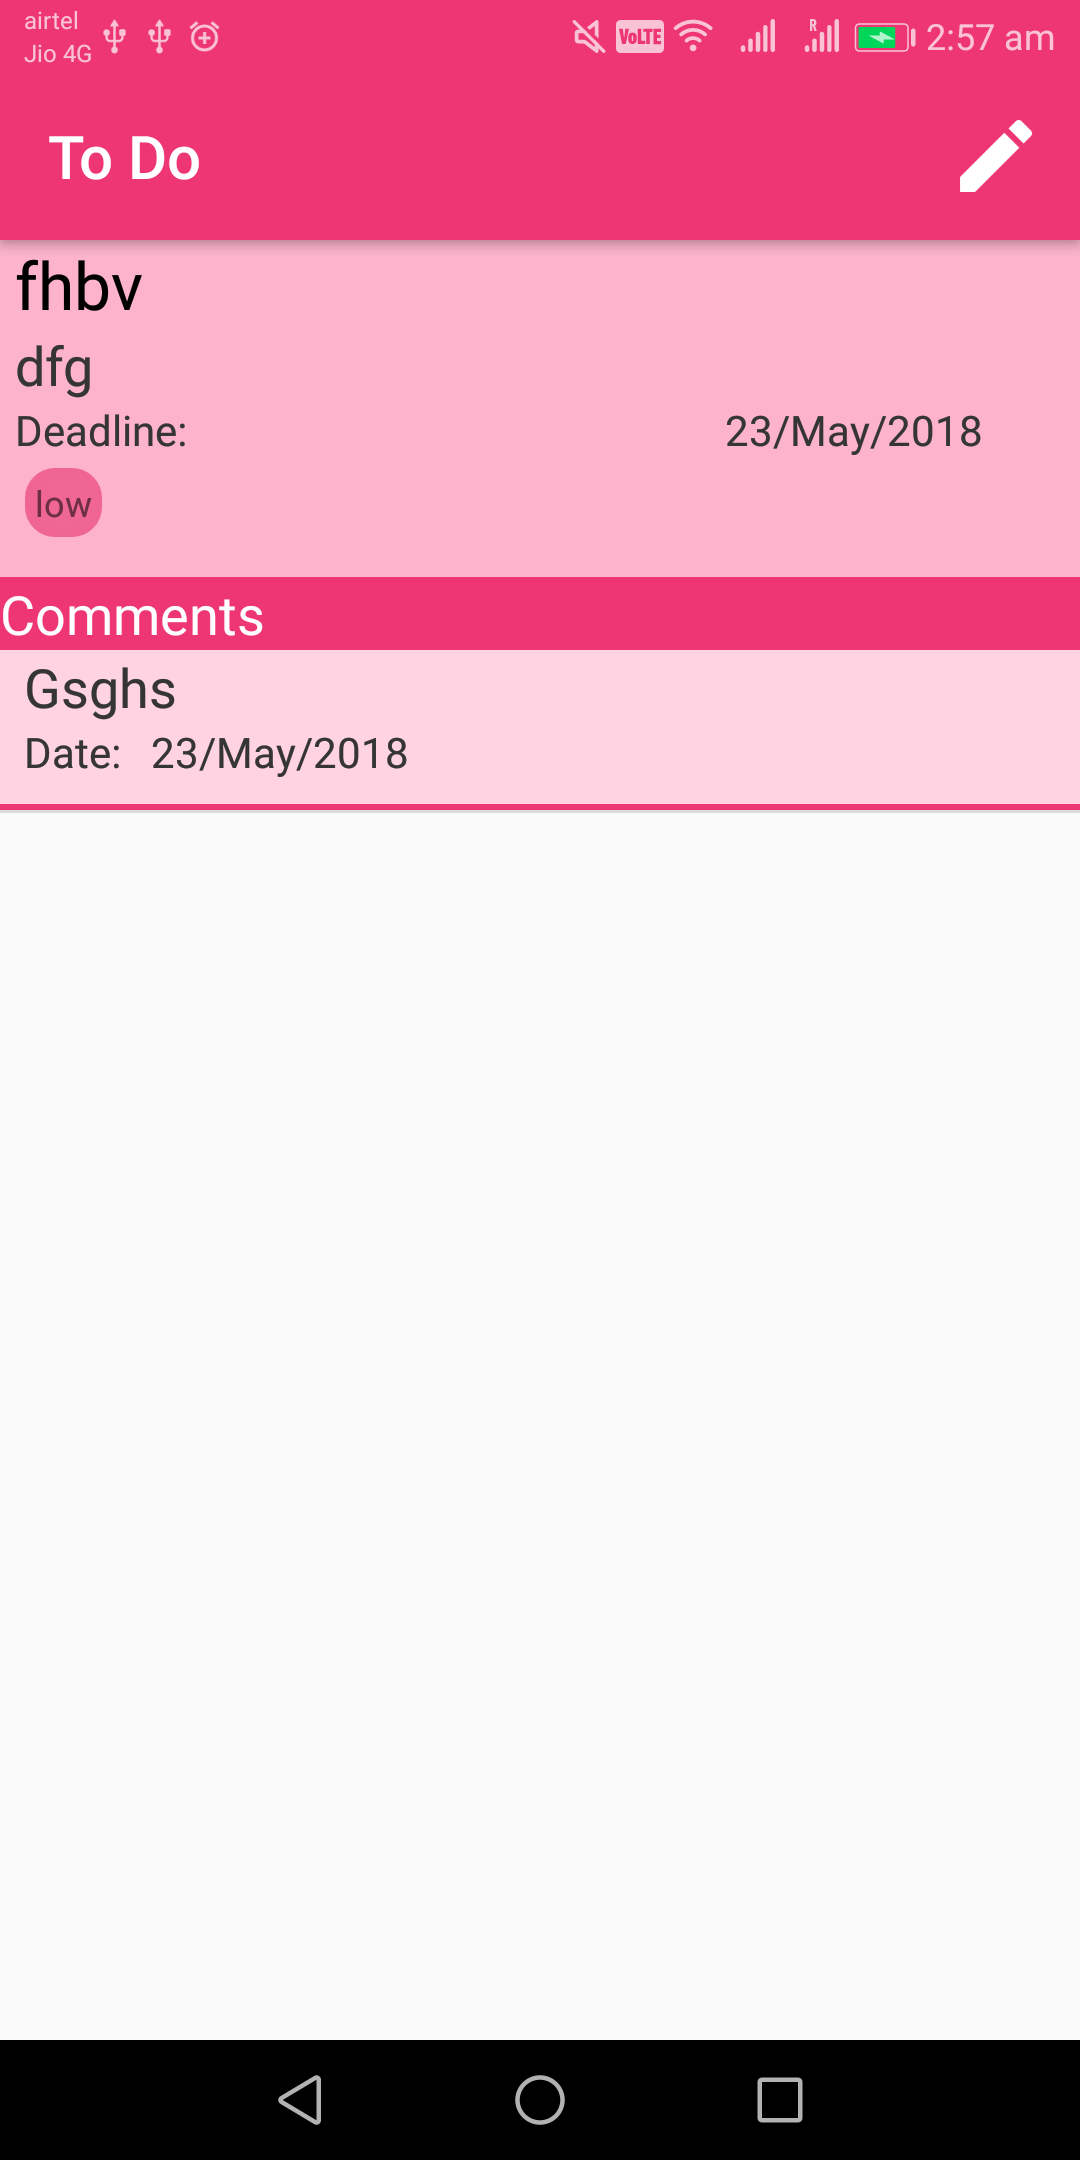 airtel
Jio 4G
VoLTE R 2:57 am
To Do
fhbv
dfg
Deadline: 23/May/2018
low
Comments
Gsghs
Date: 23/May/2018